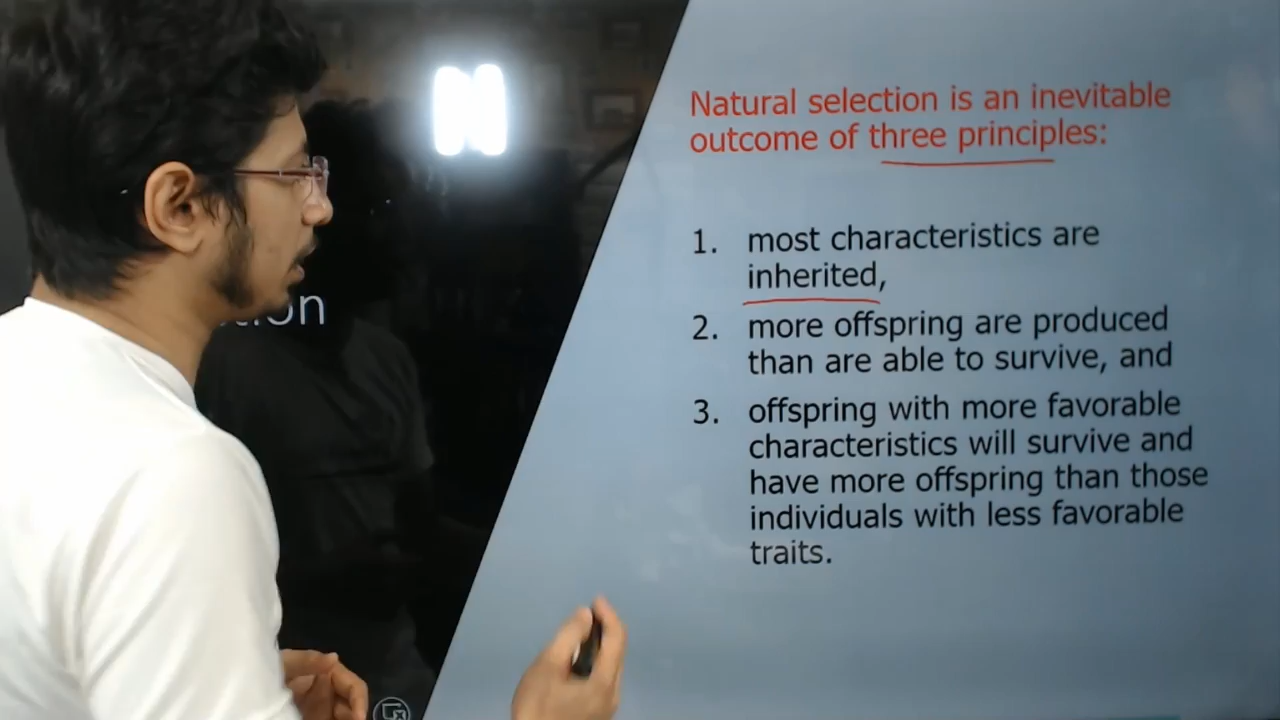 Natural selection is an inevitable
outcome of three principles:
1. most characteristics are
inherited,
2. more offspring are produced
than are able to survive, and
3. offspring with more favorable
characteristics will survive and
have more offspring than those
individuals with less favorable
traits.